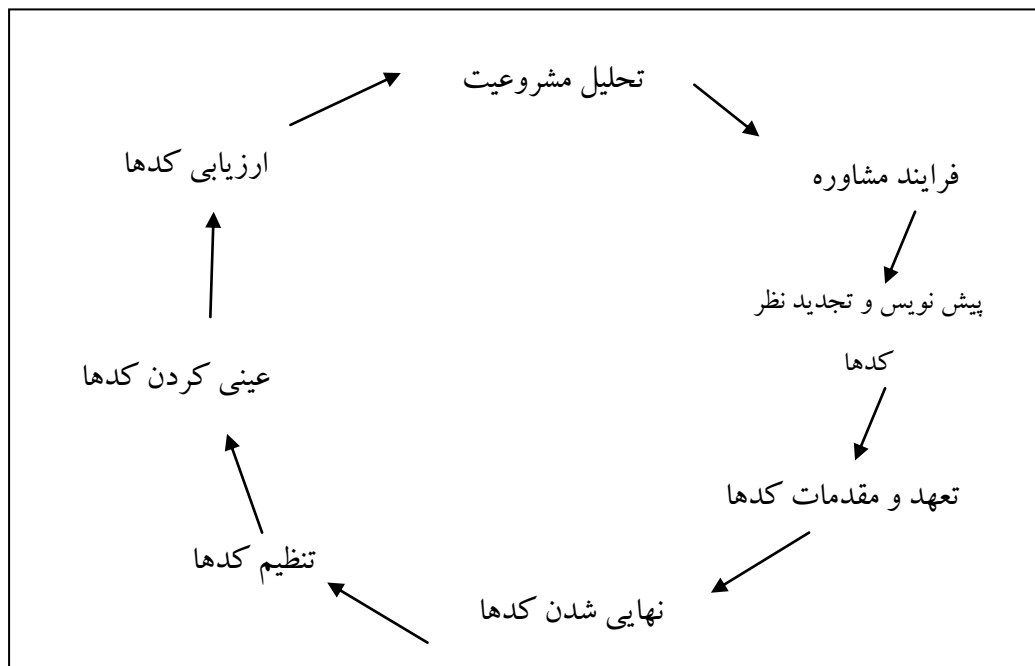 تحلیل مشروعیت
فرایند مشاوره
پیش نویس و تجدید نظر
کدها
تعهد و مقدمات کدها
نهایی شدن کدها
تنظیم کدها
عینی کردن کدها
ارزیابی کدها